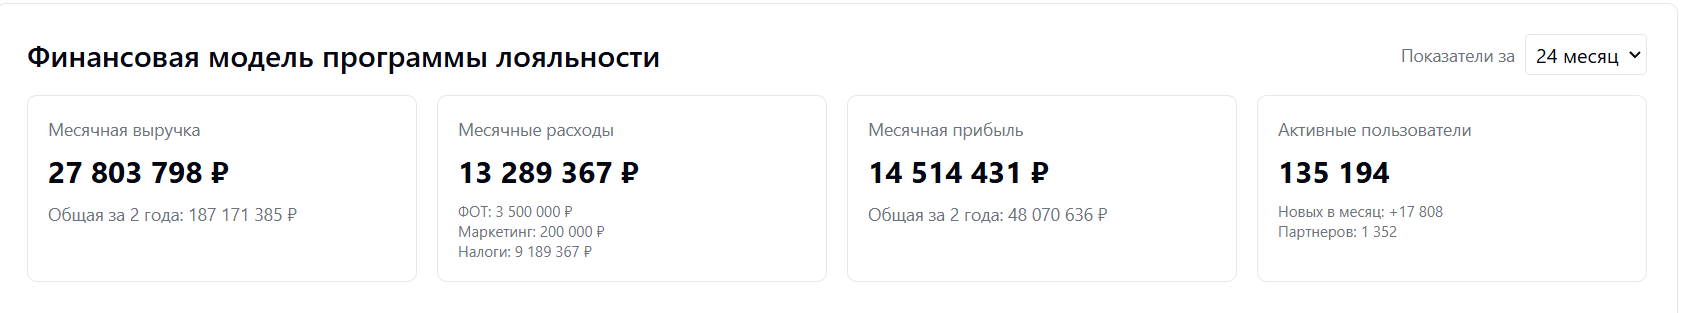 Финансовая модель программы лояльности
Показатели за 24 месяц
Месячная выручка
27 803 798 ₽
Общая за 2 года: 187 171 385 ₽
Месячные расходы
13 289 367 ₽
ФОТ: 3 500 000 ₽
Маркетинг: 200 000 ₽
Налоги: 9 189 367 ₽
Месячная прибыль
14 514 431 ₽
Общая за 2 года: 48 070 636 ₽
Активные пользователи
135 194
Новых в месяц: +17 808
Партнеров: 1 352